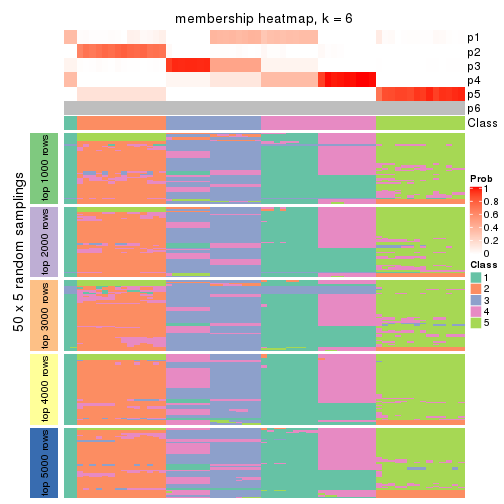 membership heatmap, k = 6
p1
p2
p3
p4
p5
p6
Class
50 x 5 random samplings
top 1000 rows
top 2000 rows
top 3000 rows
top 4000 rows
top 5000 rows
Prob
1
0.8
0.6
0.4
0.2
0
Class
1
2
3
4
5